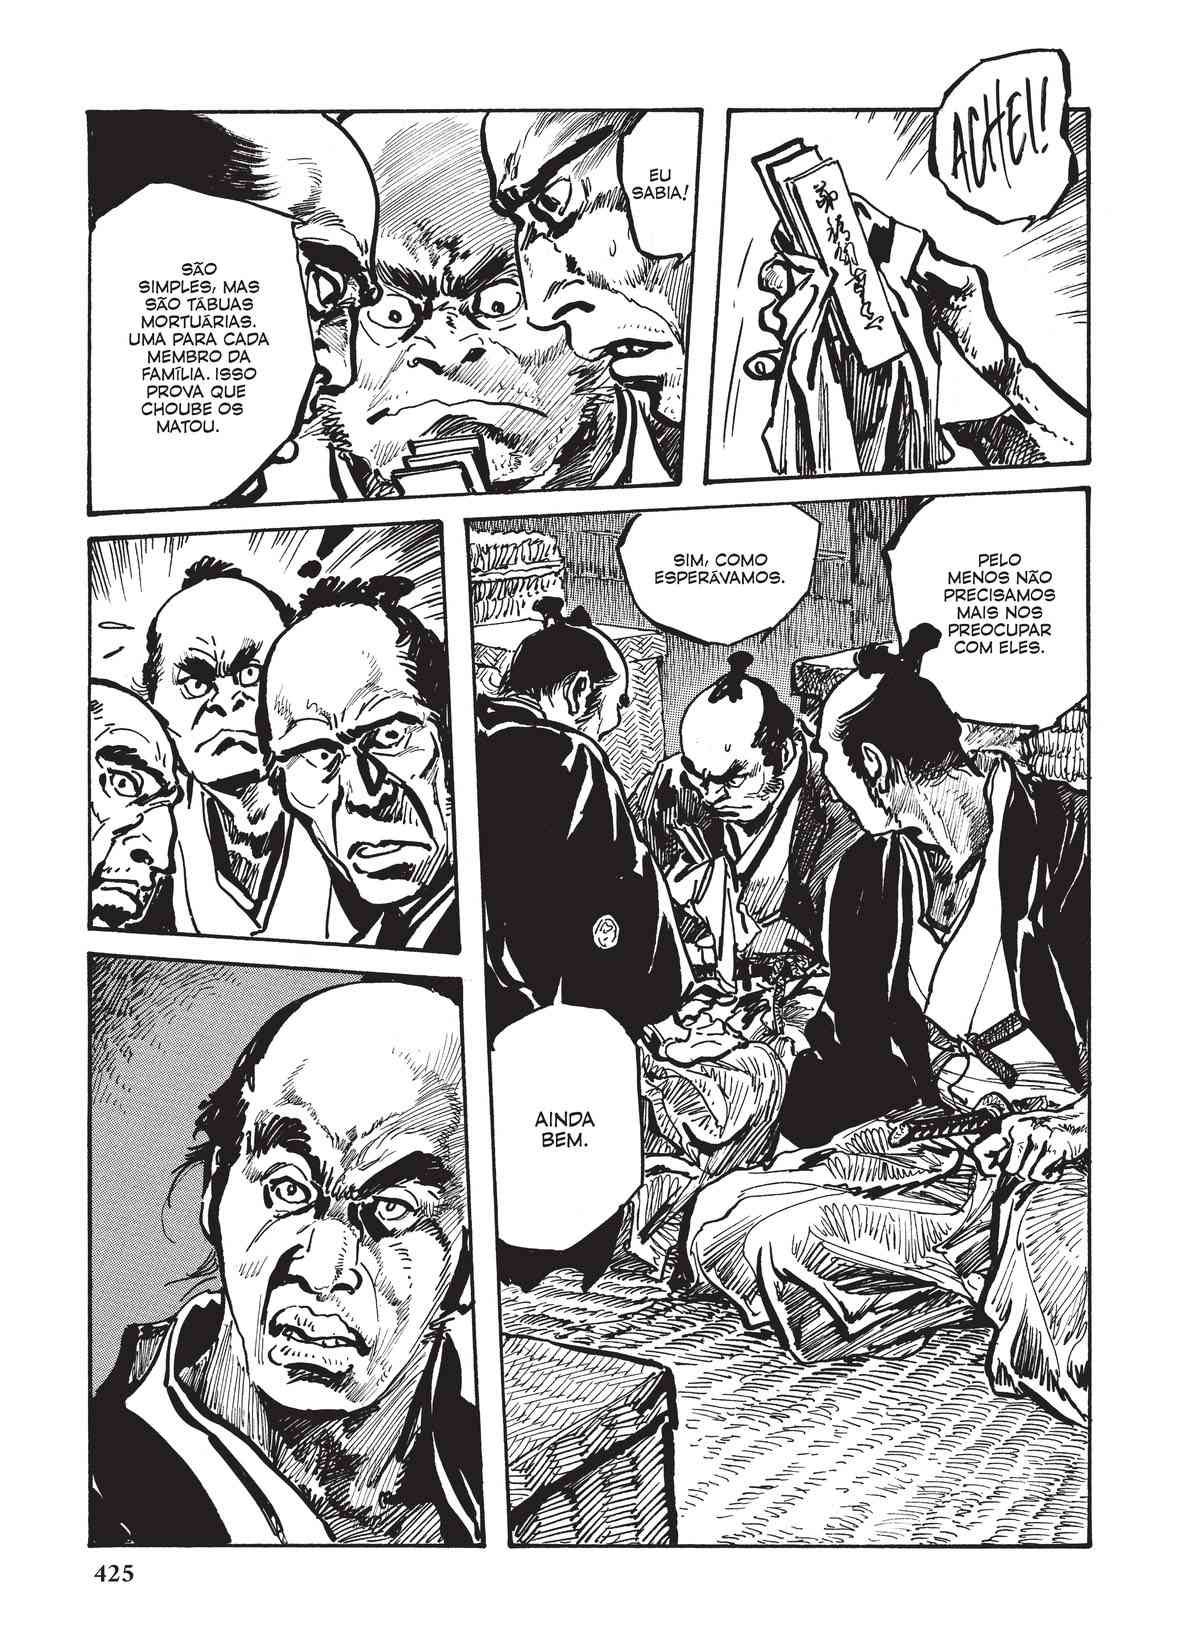 ACHEI!
EU
SABIA!
SÃO
SIMPLES, MAS
SÃO TÁBUAS
MORTUÁRIAS.
UMA PARA CADA
MEMBRO DA
FAMÍLIA. ISSO
PROVA QUE
CHOUBE OS
MATOU.
PELO
MENOS NÃO
PRECISAMOS
MAIS NOS
PREOCUPAR
COM ELES.
SIM, COMO
ESPERÁVAMOS.
AINDA
BEM.
425